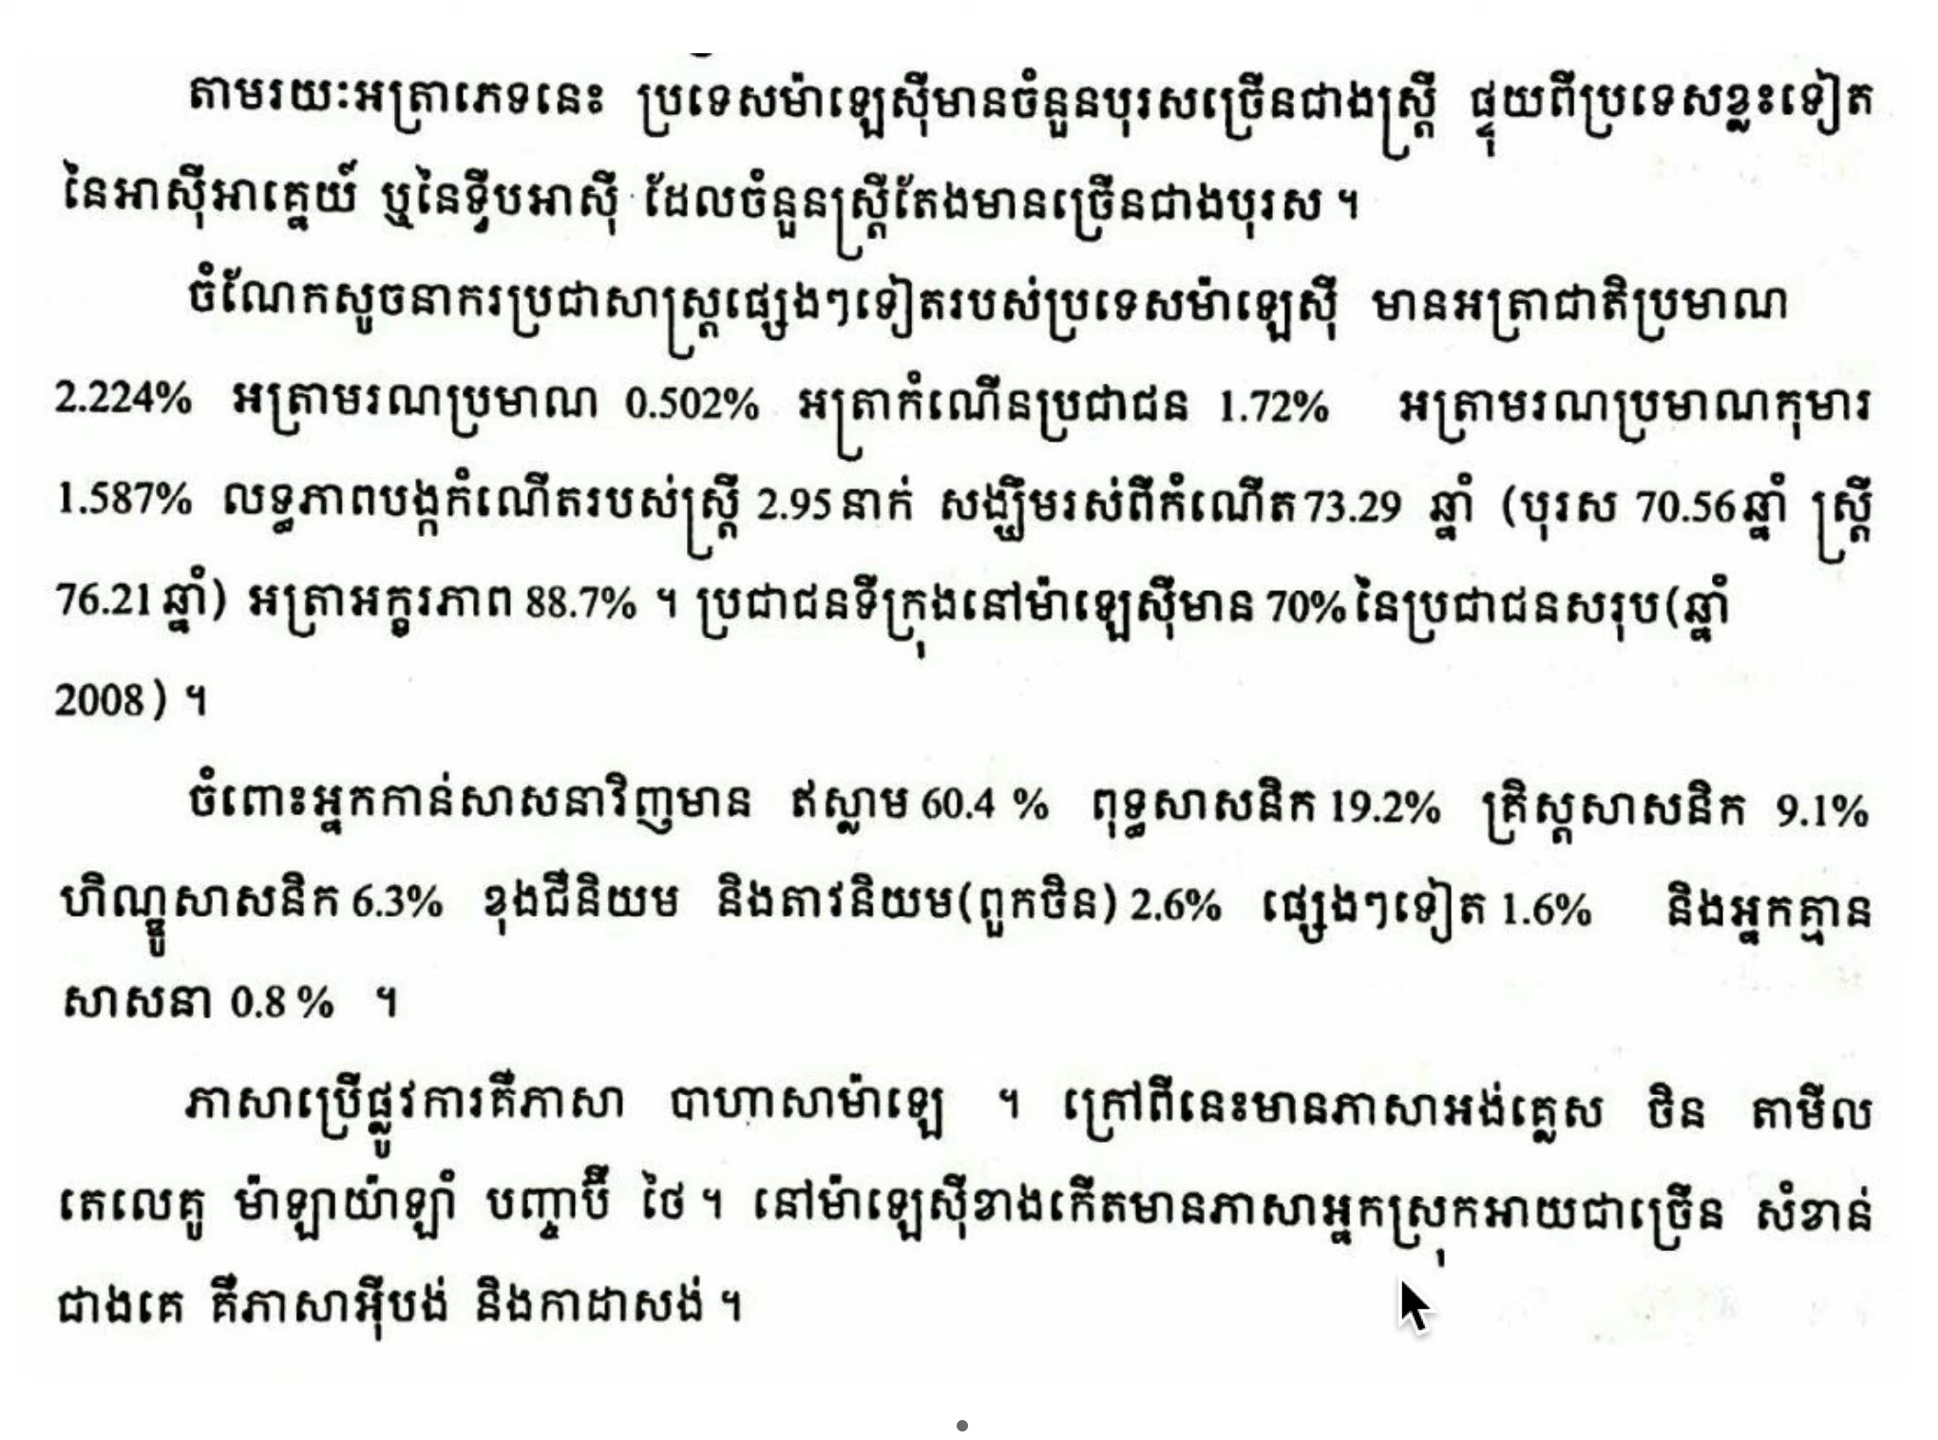 តាមរយៈអត្រាភេទនេះ ប្រទេសម៉ាឡេស៊ីមានចំនួនបុរសច្រើនជាងស្ត្រី ផ្ទុយពីប្រទេសខ្លះទៀត
នៃអាស៊ីអាគ្នេយ៍ ឬនៃទ្វីបអាស៊ី ដែលចំនួនស្ត្រីតែងមានច្រើនជាងបុរស ។
ចំណែកសូចនាករប្រជាសាស្ត្រផ្សេងៗទៀតរបស់ប្រទេសម៉ាឡេស៊ី មានអត្រាជាតិប្រមាណ
2.224% អត្រាមរណប្រមាណ 0.502% អត្រាកំណើនប្រជាជន 1.72% អត្រាមរណប្រមាណកុមារ
1.587% លទ្ធភាពបង្កកំណើតរបស់ស្ត្រី 2.95 នាក់ សង្ឃឹមរស់ពីកំណើត 73.29 ឆ្នាំ (បុរស 70.56 ឆ្នាំ ស្ត្រី
76.21 ឆ្នាំ) អត្រាអក្ខរភាព 88.7% ។ ប្រជាជនទីក្រុងនៅម៉ាឡេស៊ីមាន 70% នៃប្រជាជនសរុប(ឆ្នាំ
2008) ។
ចំពោះអ្នកកាន់សាសនាវិញមាន ឥស្លាម 60.4 % ពុទ្ធសាសនិក 19.2% គ្រិស្តសាសនិក 9.1%
ហិណ្ឌូសាសនិក 6.3% ខុងជឺនិយម និងតាវនិយម(ពួកចិន) 2.6% ផ្សេងៗទៀត 1.6% និងអ្នកគ្មាន
សាសនា 0.8 % ។
ភាសាប្រើផ្លូវការគឺភាសា បាហាសាម៉ាឡេ ។ ក្រៅពីនេះមានភាសាអង់គ្លេស ចិន តាមីល
តេលេគូ ម៉ាឡាយ៉ាឡាំ បញ្ចាប៊ី ថៃ ។ នៅម៉ាឡេស៊ីខាងកើតមានភាសាអ្នកស្រុកអាយជាច្រើន សំខាន់
ជាងគេ គឺភាសាអ៊ីបង់ និងកាដាសង់ ។